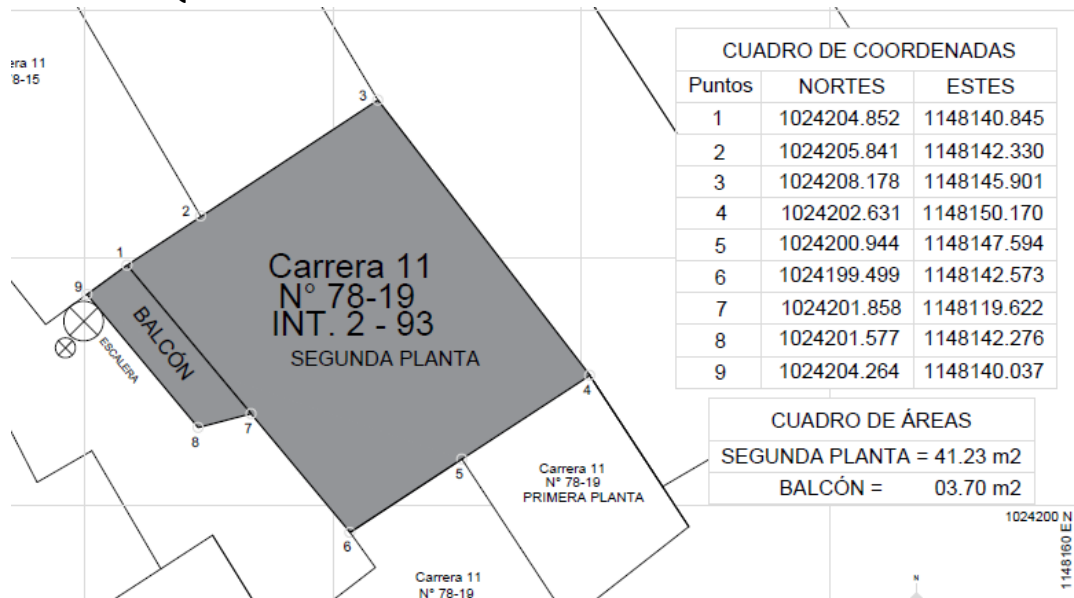 8-15
3
2
1
9
Carrera 11
N° 78-19
INT. 2 - 93
SEGUNDA PLANTA
BALCÓN
ESCALERA
7
8
4
5
6
Carrera 11
N° 78-19
PRIMERA PLANTA
Carrera 11
N° 78-19
CUADRO DE COORDENADAS
Puntos NORTES ESTES
1 1024204.852 1148140.845
2 1024205.841 1148142.330
3 1024208.178 1148145.901
4 1024202.631 1148150.170
5 1024200.944 1148147.594
6 1024199.499 1148142.573
7 1024201.858 1148119.622
8 1024201.577 1148142.276
9 1024204.264 1148140.037
CUADRO DE ÁREAS
SEGUNDA PLANTA = 41.23 m2
BALCÓN = 03.70 m2
1024200 N
1148160 E
N